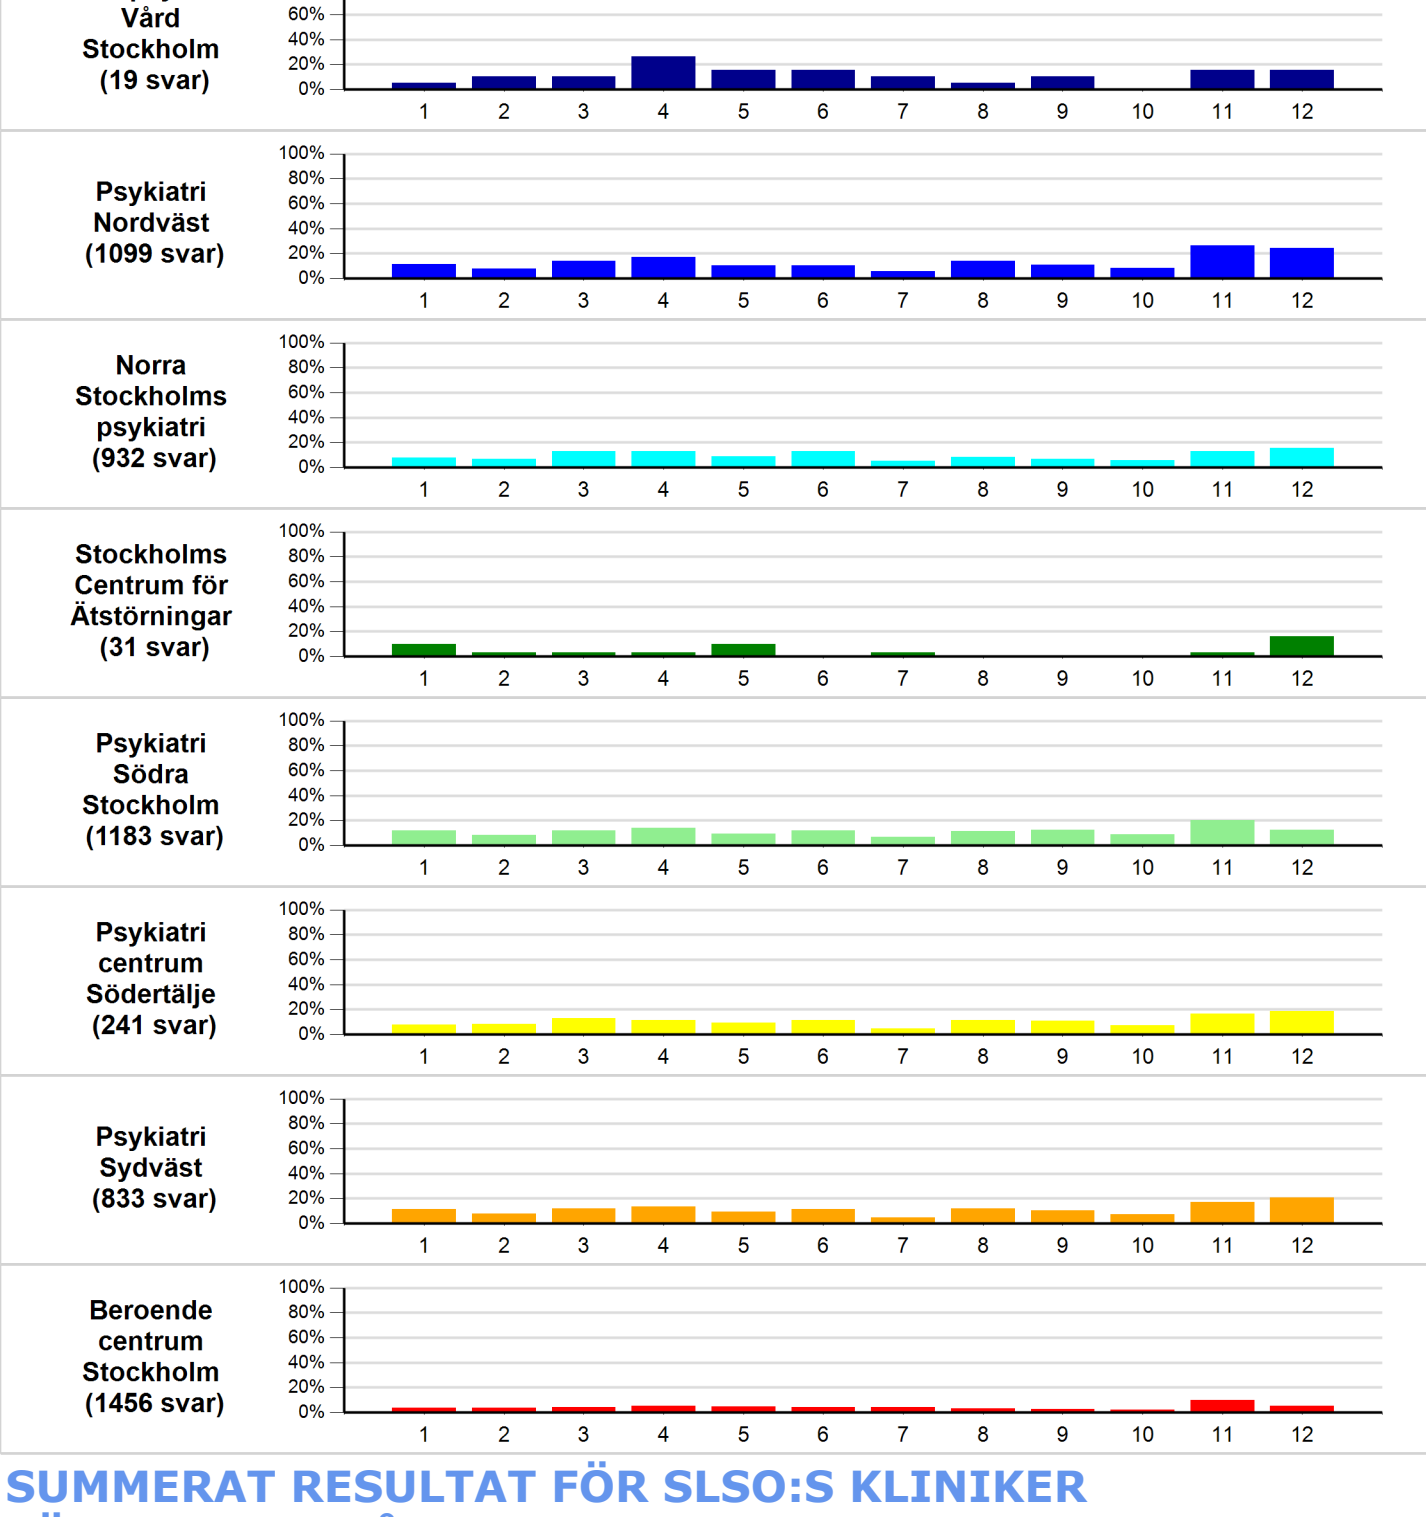 Vård
Stockholm
(19 svar)
60%
40%
20%
0%
1 2 3 4 5 6 7 8 9 10 11 12
Psykiatri
Nordväst
(1099 svar)
100%
80%
60%
40%
20%
0%
1 2 3 4 5 6 7 8 9 10 11 12
Norra
Stockholms
psykiatri
(932 svar)
100%
80%
60%
40%
20%
0%
1 2 3 4 5 6 7 8 9 10 11 12
Stockholms
Centrum för
Ätstörningar
(31 svar)
100%
80%
60%
40%
20%
0%
1 2 3 4 5 6 7 8 9 10 11 12
Psykiatri
Södra
Stockholm
(1183 svar)
100%
80%
60%
40%
20%
0%
1 2 3 4 5 6 7 8 9 10 11 12
Psykiatri
centrum
Södertälje
(241 svar)
100%
80%
60%
40%
20%
0%
1 2 3 4 5 6 7 8 9 10 11 12
Psykiatri
Sydväst
(833 svar)
100%
80%
60%
40%
20%
0%
1 2 3 4 5 6 7 8 9 10 11 12
Beroende
centrum
Stockholm
(1456 svar)
100%
80%
60%
40%
20%
0%
1 2 3 4 5 6 7 8 9 10 11 12
SUMMERAT RESULTAT FÖR SLSO:S KLINIKER